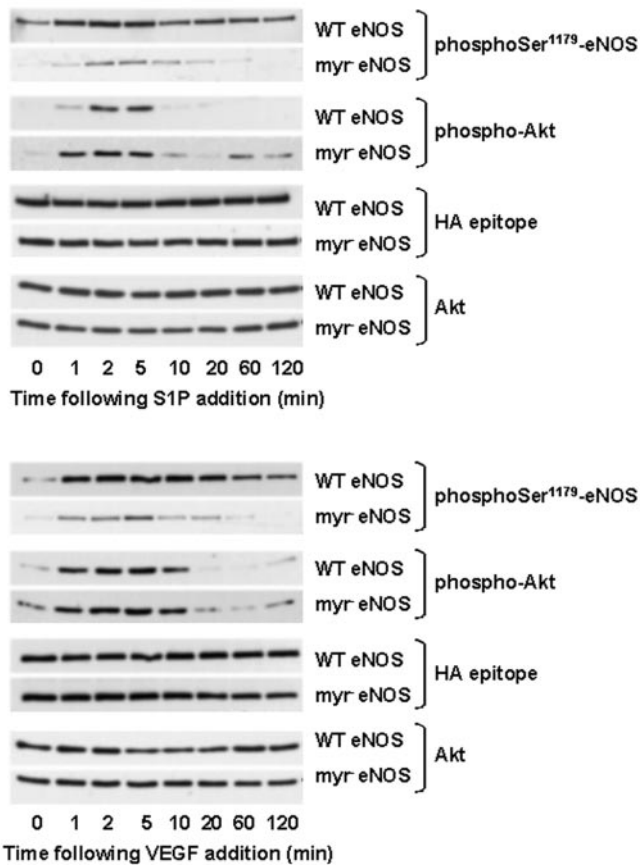 WT eNOS
myr⁻ eNOS
phosphoSer¹¹⁷⁹-eNOS
WT eNOS
myr⁻ eNOS
phospho-Akt
WT eNOS
myr⁻ eNOS
HA epitope
WT eNOS
myr⁻ eNOS
Akt
0 1 2 5 10 20 60 120
Time following S1P addition (min)
WT eNOS
myr⁻ eNOS
phosphoSer¹¹⁷⁹-eNOS
WT eNOS
myr⁻ eNOS
phospho-Akt
WT eNOS
myr⁻ eNOS
HA epitope
WT eNOS
myr⁻ eNOS
Akt
0 1 2 5 10 20 60 120
Time following VEGF addition (min)